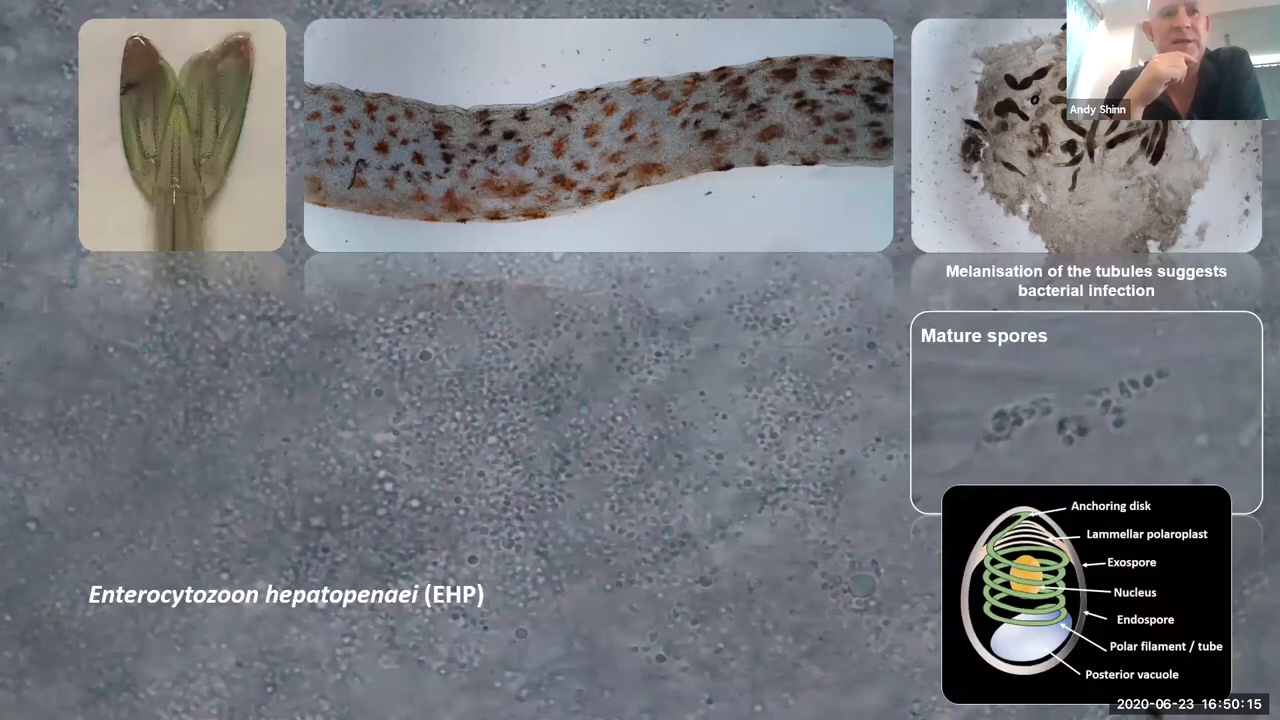 Andy Shinn
Melanisation of the tubules suggests
bacterial infection
Mature spores
Anchoring disk
Lammellar polaroplast
Exospore
Nucleus
Endospore
Polar filament / tube
Posterior vacuole
Enterocytozoon hepatopenaei (EHP)
2020-06-23 16:50:15